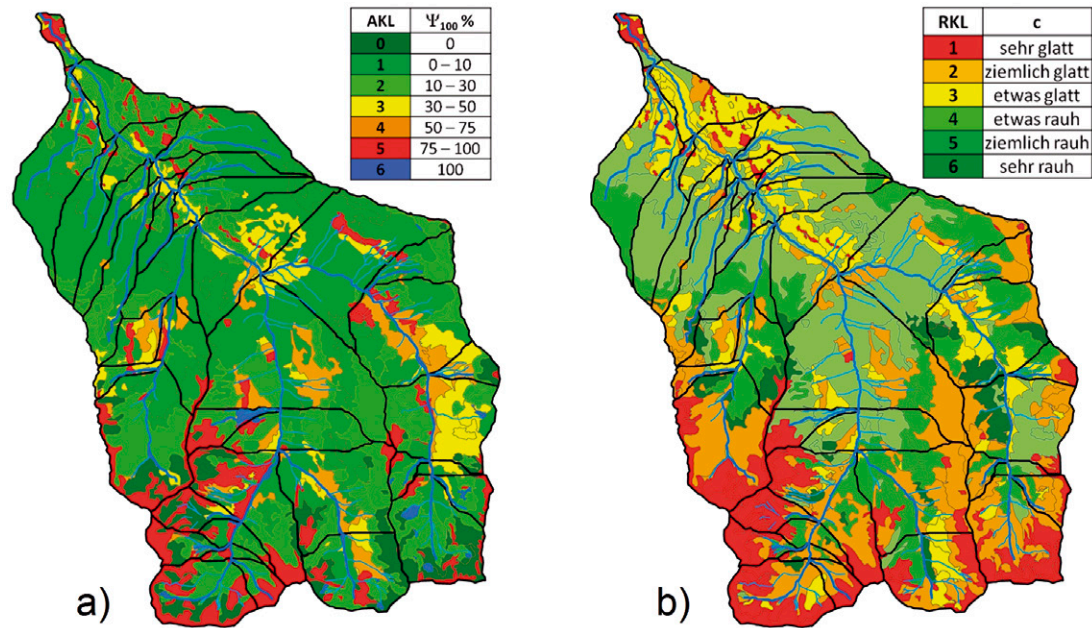 AKL Ψ100 %
0 0
1 0 – 10
2 10 – 30
3 30 – 50
4 50 – 75
5 75 – 100
6 100
a)
RKL c
1 sehr glatt
2 ziemlich glatt
3 etwas glatt
4 etwas rauh
5 ziemlich rauh
6 sehr rauh
b)